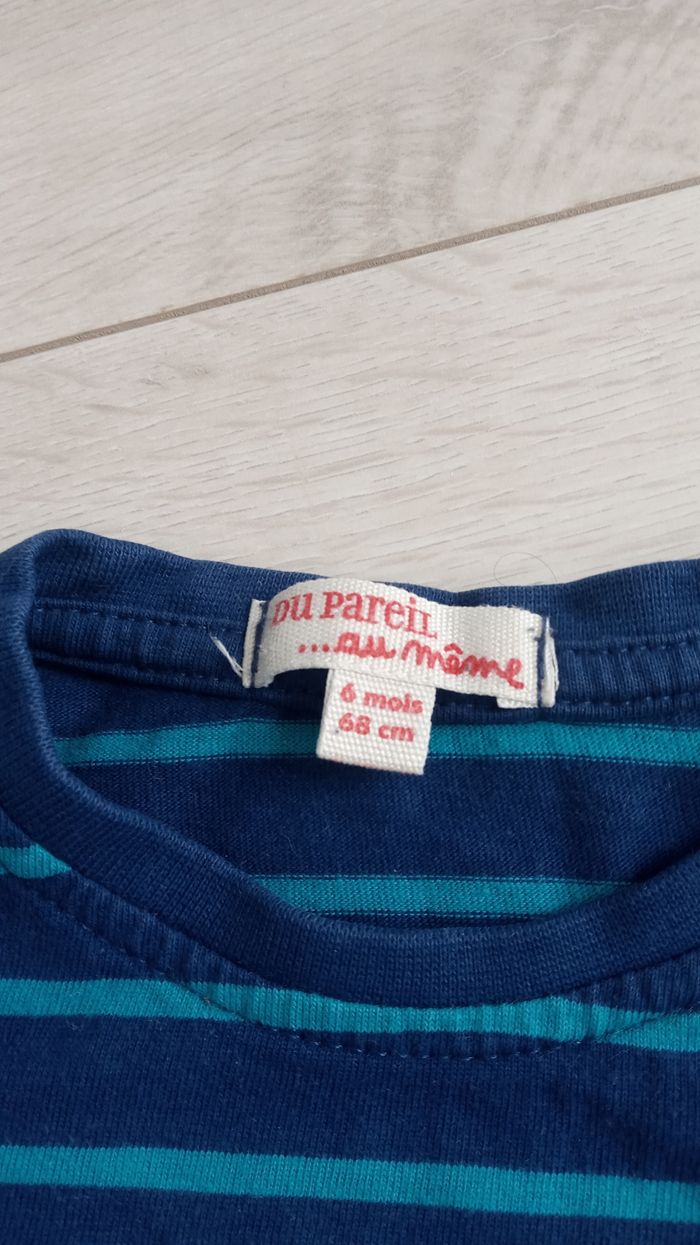 DU PAREIL
...au même
6 mois
68 cm